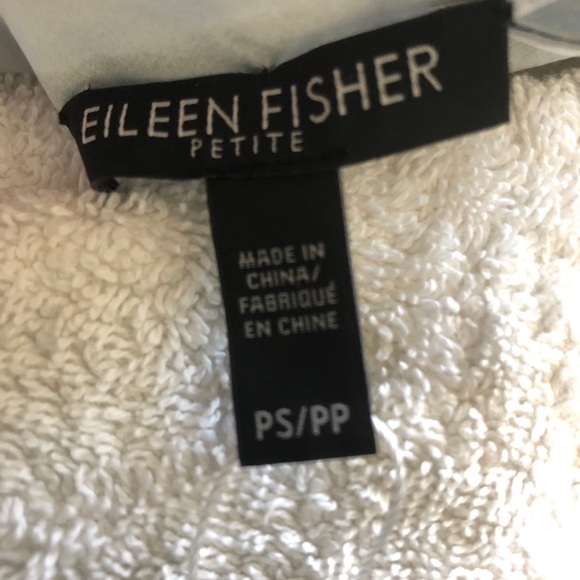 EILEEN FISHER
PETITE
MADE IN
CHINA/
FABRIQUÉ
EN CHINE
PS/PP